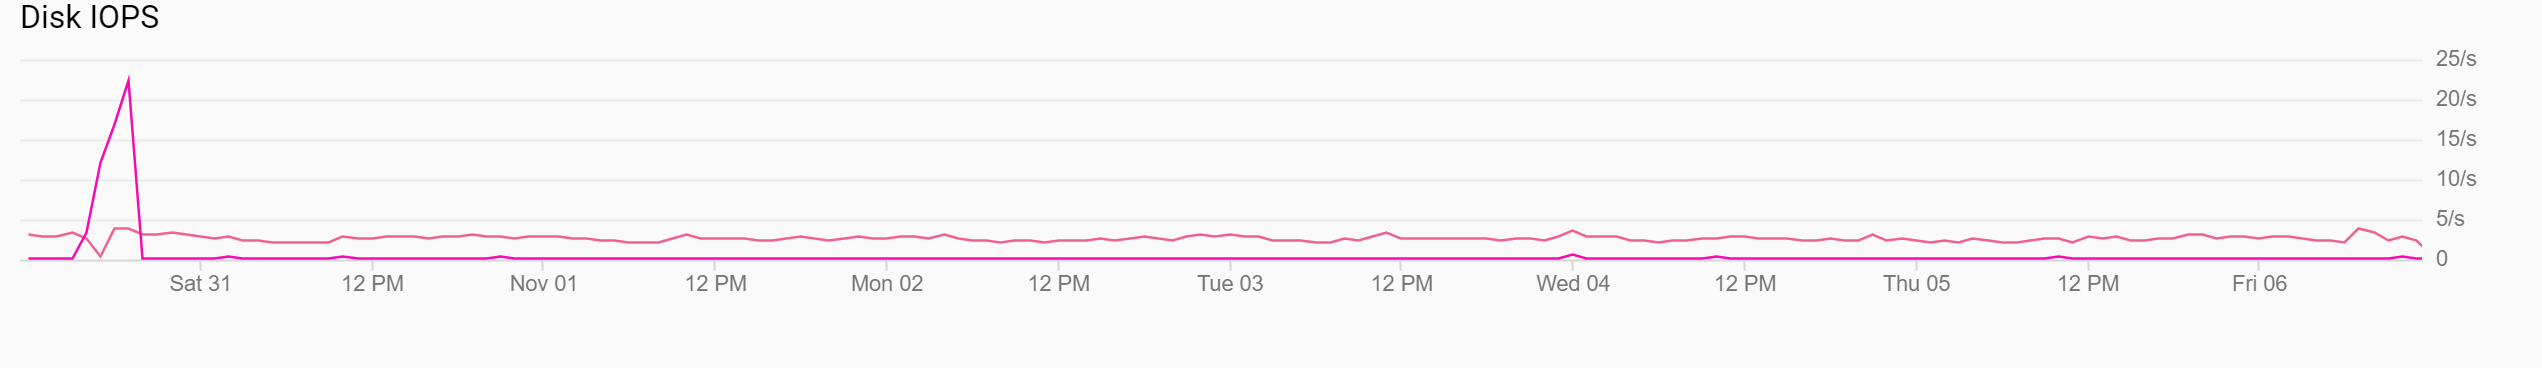 Disk IOPS
25/s
20/s
15/s
10/s
5/s
0
Sat 31 12 PM Nov 01 12 PM Mon 02 12 PM Tue 03 12 PM Wed 04 12 PM Thu 05 12 PM Fri 06